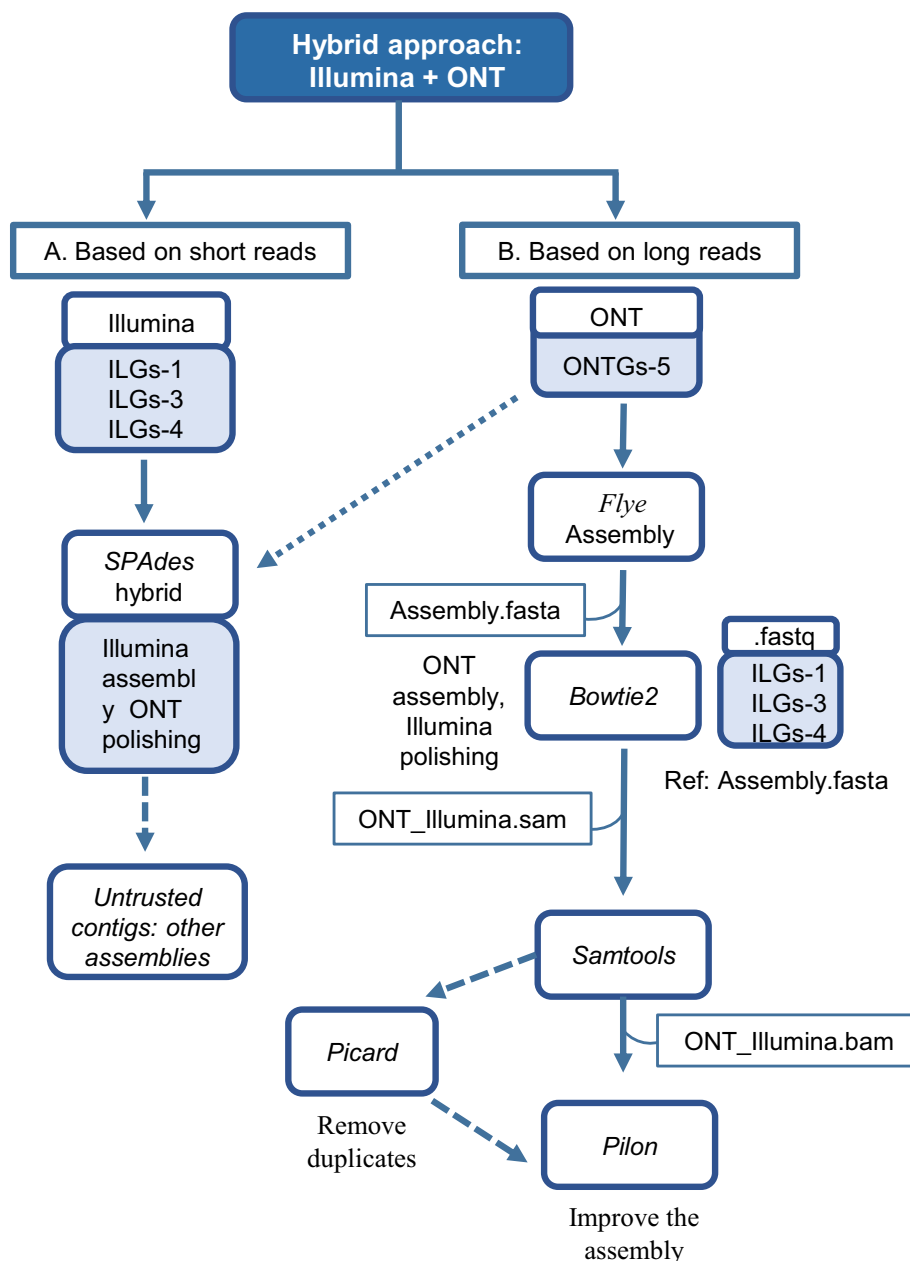 Hybrid approach:
Illumina + ONT
A. Based on short reads
B. Based on long reads
Illumina
ILGs-1
ILGs-3
ILGs-4
ONT
ONTGs-5
SPAdes
hybrid
Illumina
assembl
y ONT
polishing
Untrusted
contigs: other
assemblies
Flye
Assembly
Assembly.fasta
ONT
assembly,
Illumina
polishing
Bowtie2
.fastq
ILGs-1
ILGs-3
ILGs-4
Ref: Assembly.fasta
ONT_Illumina.sam
Samtools
ONT_Illumina.bam
Picard
Remove
duplicates
Pilon
Improve the
assembly